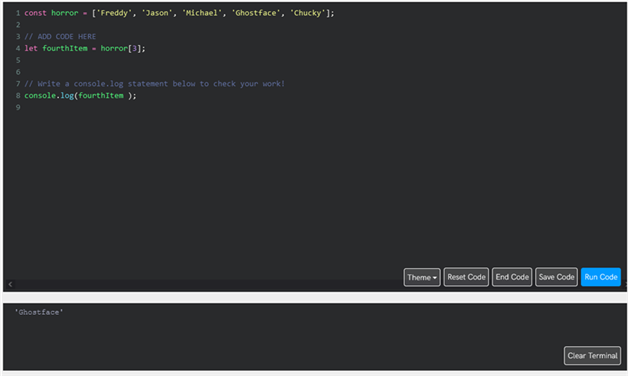 1 const horror = ['Freddy', 'Jason', 'Michael', 'Ghostface', 'Chucky'];
2
3 // ADD CODE HERE
4 let fourthItem = horror[3];
5
6
7 // Write a console.log statement below to check your work!
8 console.log(fourthItem );
9
Theme Reset Code End Code Save Code Run Code
'Ghostface'
Clear Terminal